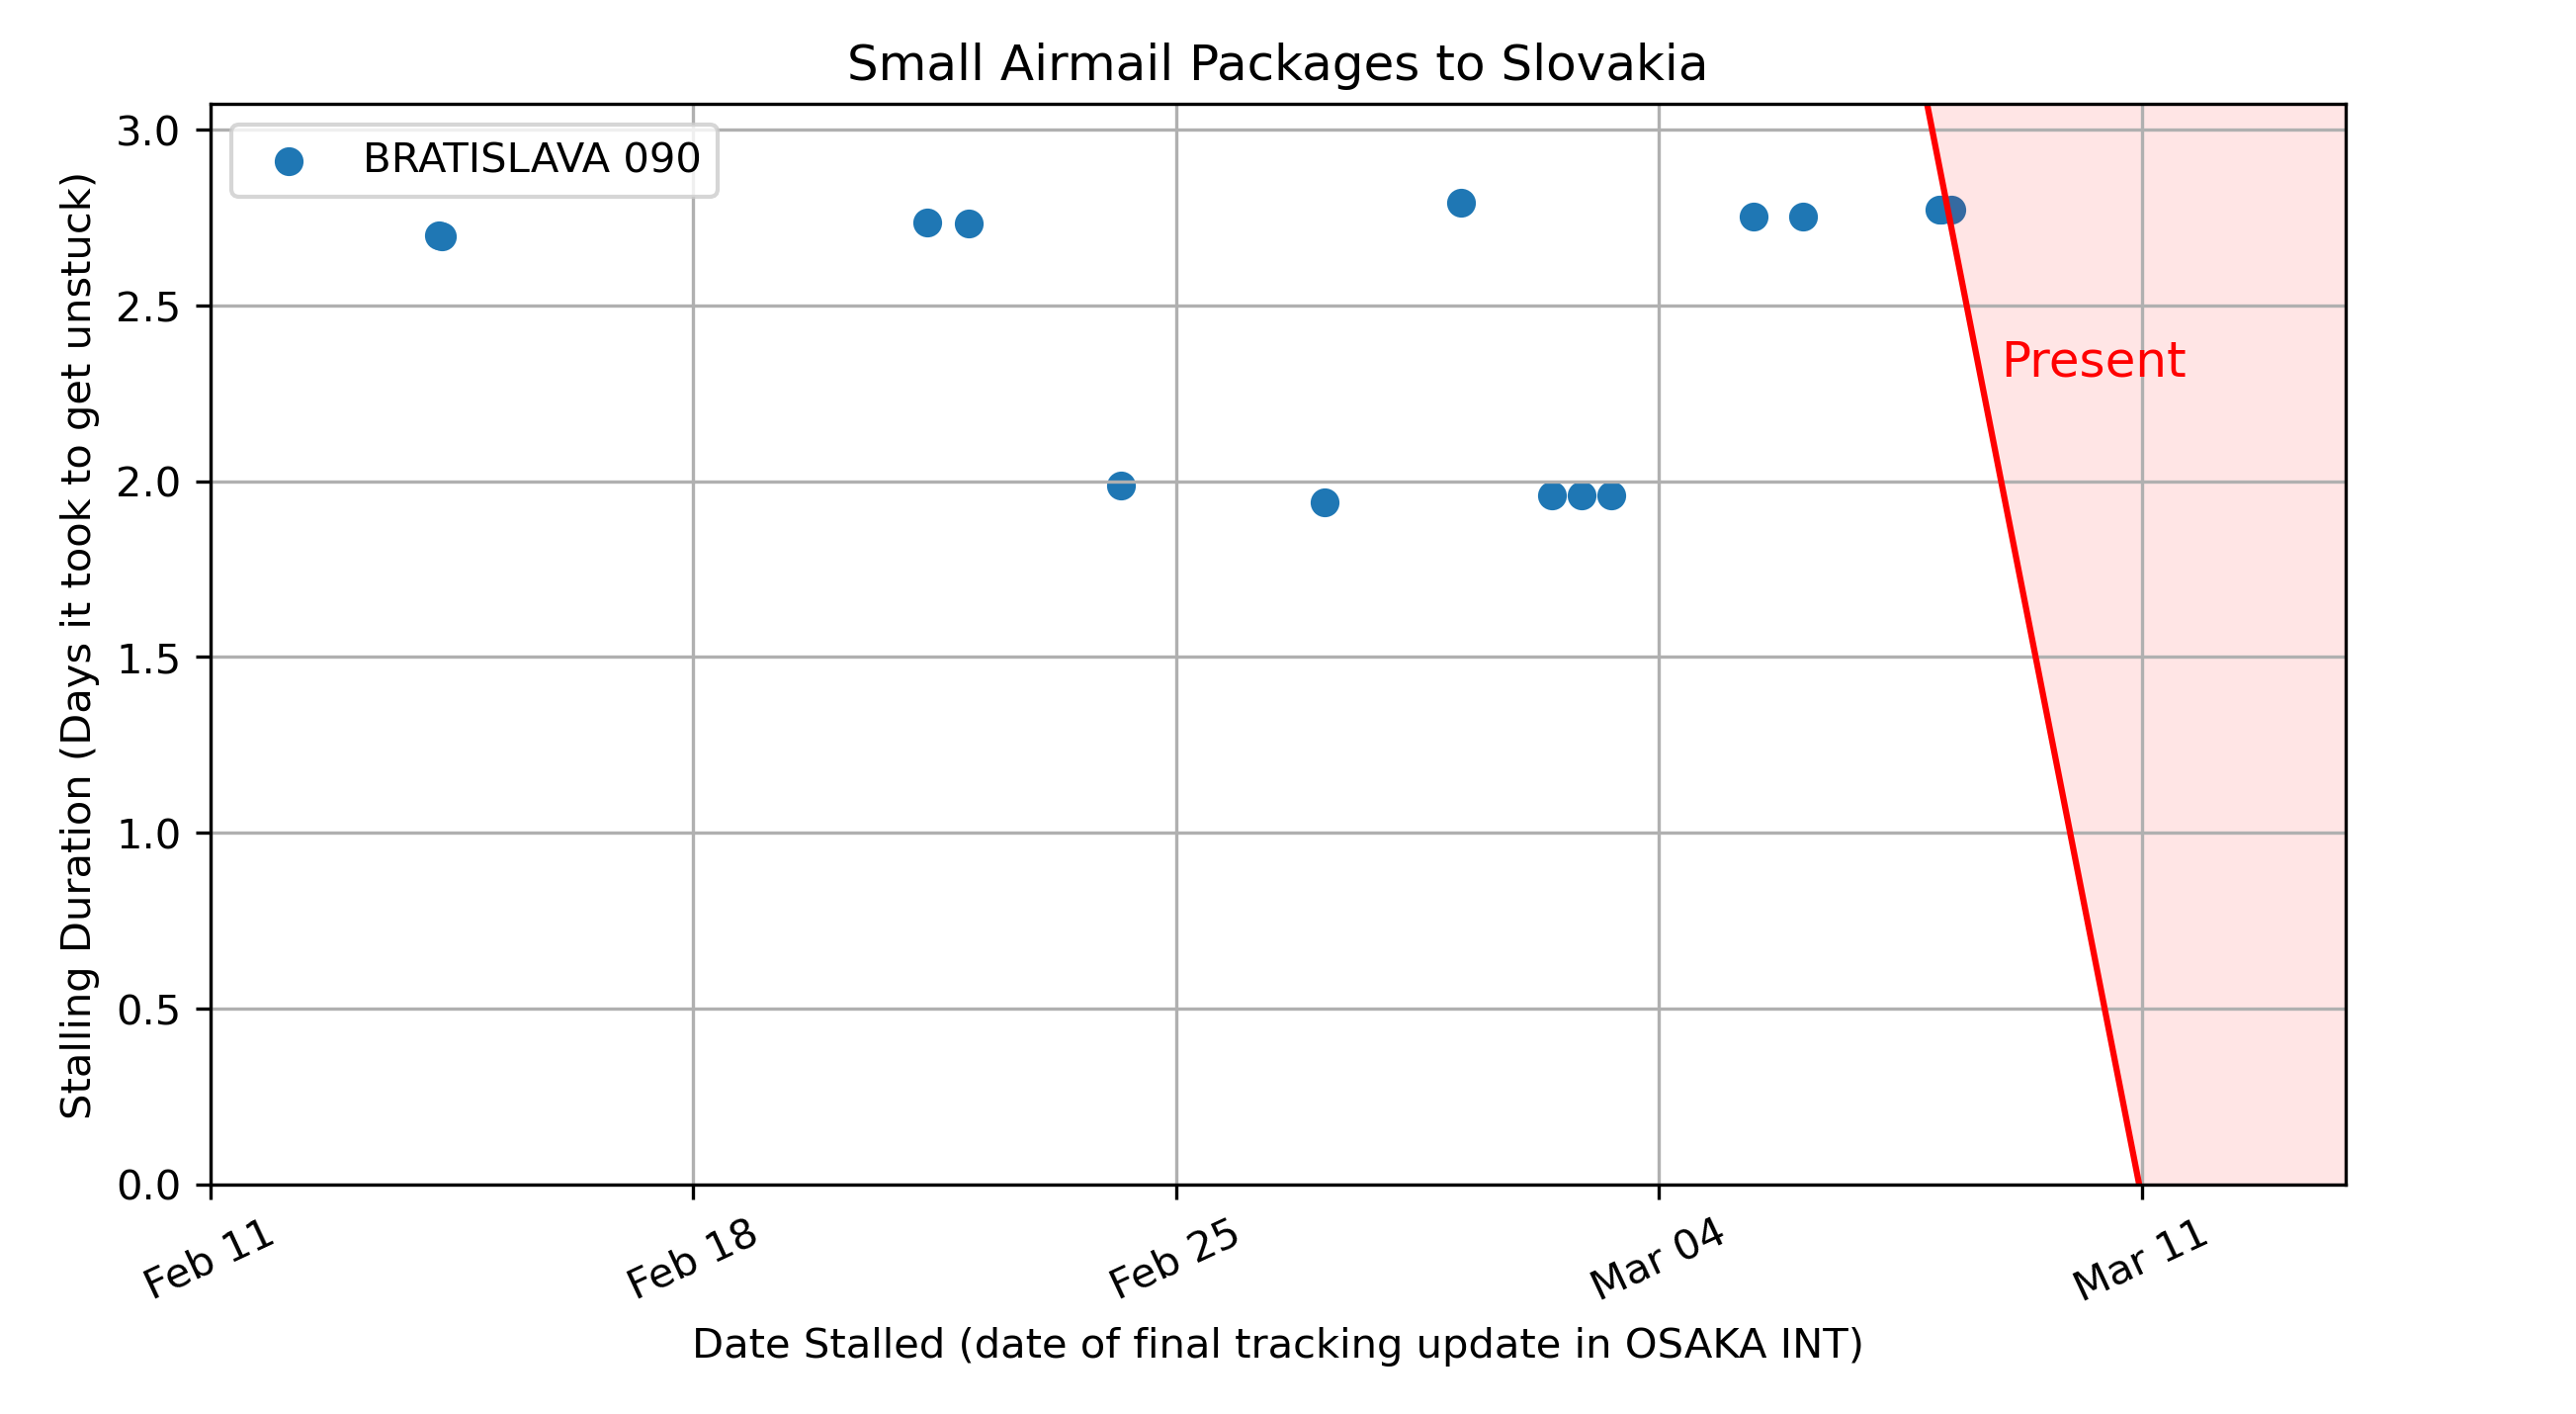 Small Airmail Packages to Slovakia
BRATISLAVA 090
Stalling Duration (Days it took to get unstuck)
3.0
2.5
2.0
1.5
1.0
0.5
0.0
Present
Feb 11
Feb 18
Feb 25
Mar 04
Mar 11
Date Stalled (date of final tracking update in OSAKA INT)